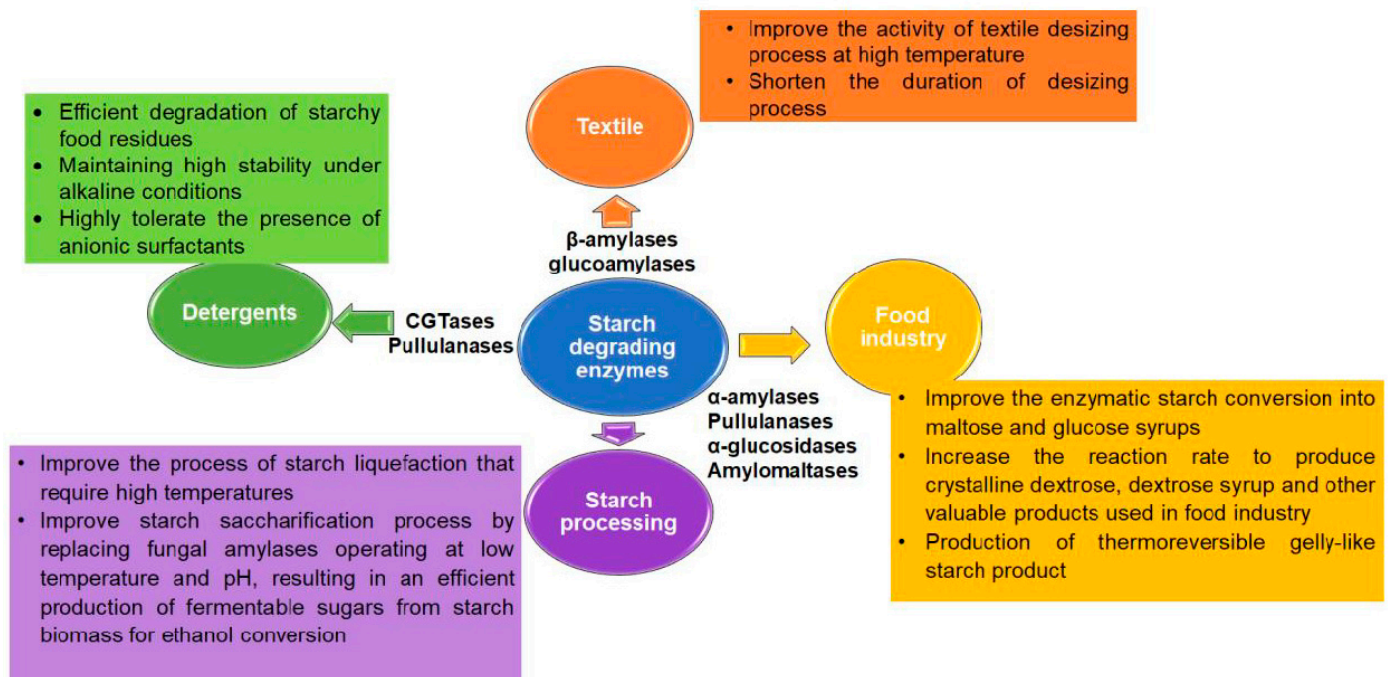 • Improve the activity of textile desizing
process at high temperature
• Shorten the duration of desizing
process
Textile
• Efficient degradation of starchy
food residues
• Maintaining high stability under
alkaline conditions
• Highly tolerate the presence of
anionic surfactants
β-amylases
glucoamylases
Detergents
CGTases
Pullulanases
Starch
degrading
enzymes
Food
industry
α-amylases
Pullulanases
α-glucosidases
Amylomaltases
• Improve the enzymatic starch conversion into
maltose and glucose syrups
• Increase the reaction rate to produce
crystalline dextrose, dextrose syrup and other
valuable products used in food industry
• Production of thermoreversible gelly-like
starch product
Starch
processing
• Improve the process of starch liquefaction that
require high temperatures
• Improve starch saccharification process by
replacing fungal amylases operating at low
temperature and pH, resulting in an efficient
production of fermentable sugars from starch
biomass for ethanol conversion